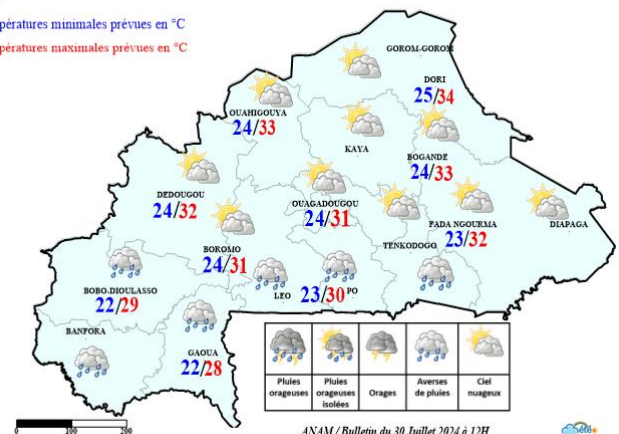 pératures minimales prévues en °C
pératures maximales prévues en °C
GOROM-GOROM
DORI
25/34
OUAHIGOUYA
24/33
KAYA
BOGANDE
24/33
DEDOUGOU
24/32
OUAGADOUGOU
24/31
FADA NGOURMA
23/32
DIAPAGA
TENKODOGO
BOROMO
24/31
BOBO-DIOULASSO
22/29
LEO
23/30 PO
BANFORA
GAOUA
22/28
Pluies orageuses
Pluies orageuses isolées
Orages
Averses de pluies
Ciel nuageux
0 100 200
ANAM / Bulletin du 30 Juillet 2024 à 12H